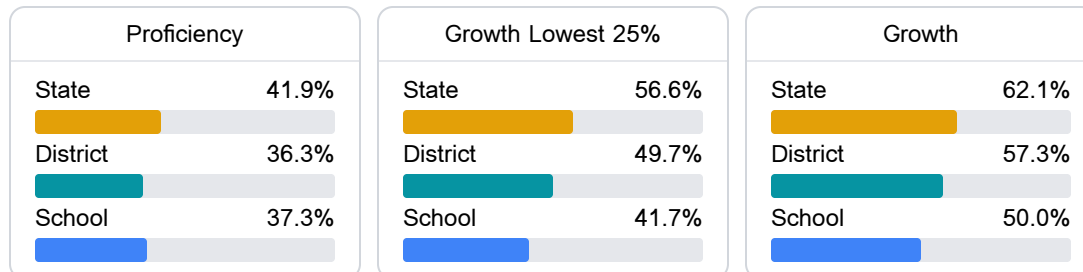 Proficiency
State 41.9%
District 36.3%
School 37.3%
Growth Lowest 25%
State 56.6%
District 49.7%
School 41.7%
Growth
State 62.1%
District 57.3%
School 50.0%